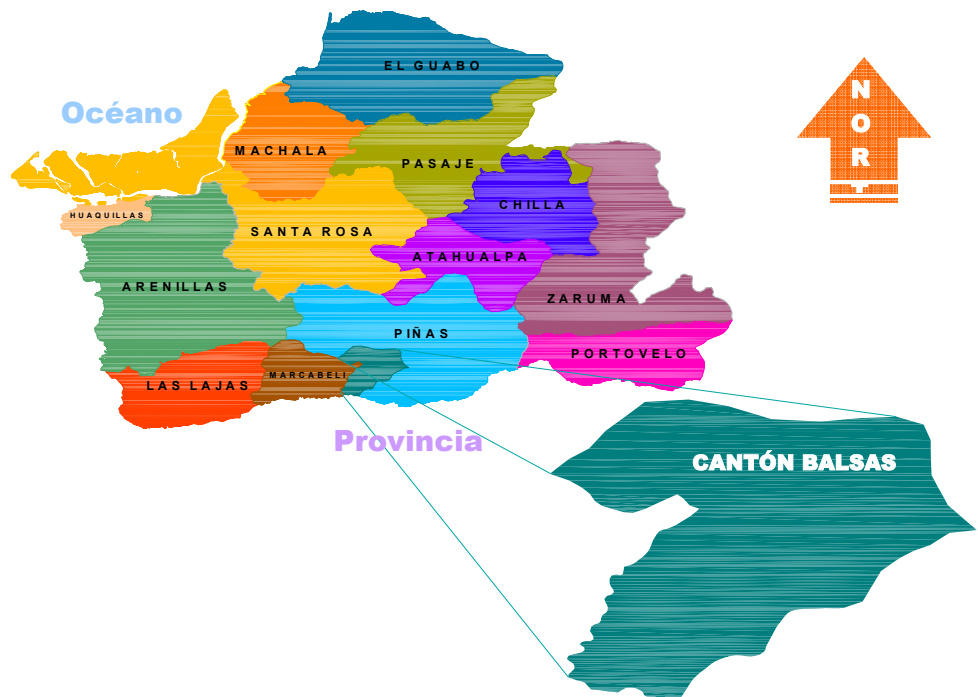 EL GUABO
Océano
N
O
R
T
MACHALA
PASAJE
CHILLA
HUAQUILLAS
SANTA ROSA
ATAHUALPA
ARENILLAS
ZARUMA
PIÑAS
PORTOVELO
LAS LAJAS
MARCABELI
Provincia
CANTÓN BALSAS